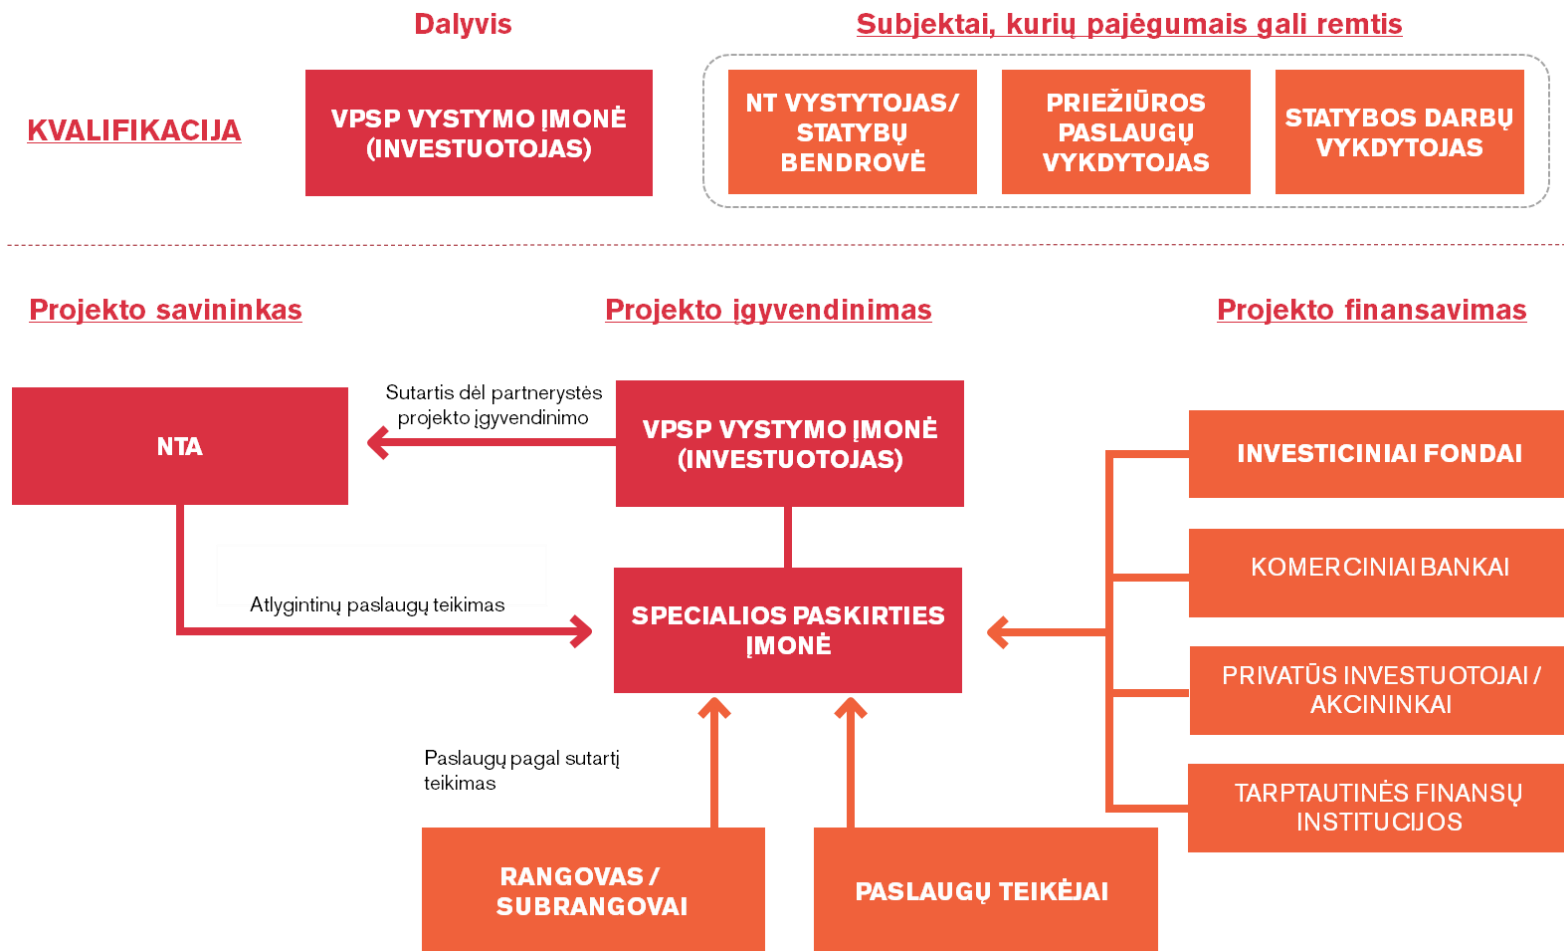 Dalyvis
Subjektai, kurių pajėgumais gali remtis
KVALIFIKACIJA
VPSP VYSTYMO ĮMONĖ
(INVESTUOTOJAS)
NT VYSTYTOJAS/
STATYBŲ
BENDROVĖ
PRIEŽIŪROS
PASLAUGŲ
VYKDYTOJAS
STATYBOS DARBŲ
VYKDYTOJAS
Projekto savininkas
Projekto įgyvendinimas
Projekto finansavimas
NTA
Sutartis dėl partnerystės
projekto įgyvendinimo
VPSP VYSTYMO ĮMONĖ
(INVESTUOTOJAS)
INVESTICINIAI FONDAI
KOMERCINIAI BANKAI
Atlygintinų paslaugų teikimas
SPECIALIOS PASKIRTIES
ĮMONĖ
PRIVATŪS INVESTUOTOJAI /
AKCININKAI
Paslaugų pagal sutartį
teikimas
TARPTAUTINĖS FINANSŲ
INSTITUCIJOS
RANGOVAS /
SUBRANGOVAI
PASLAUGŲ TEIKĖJAI